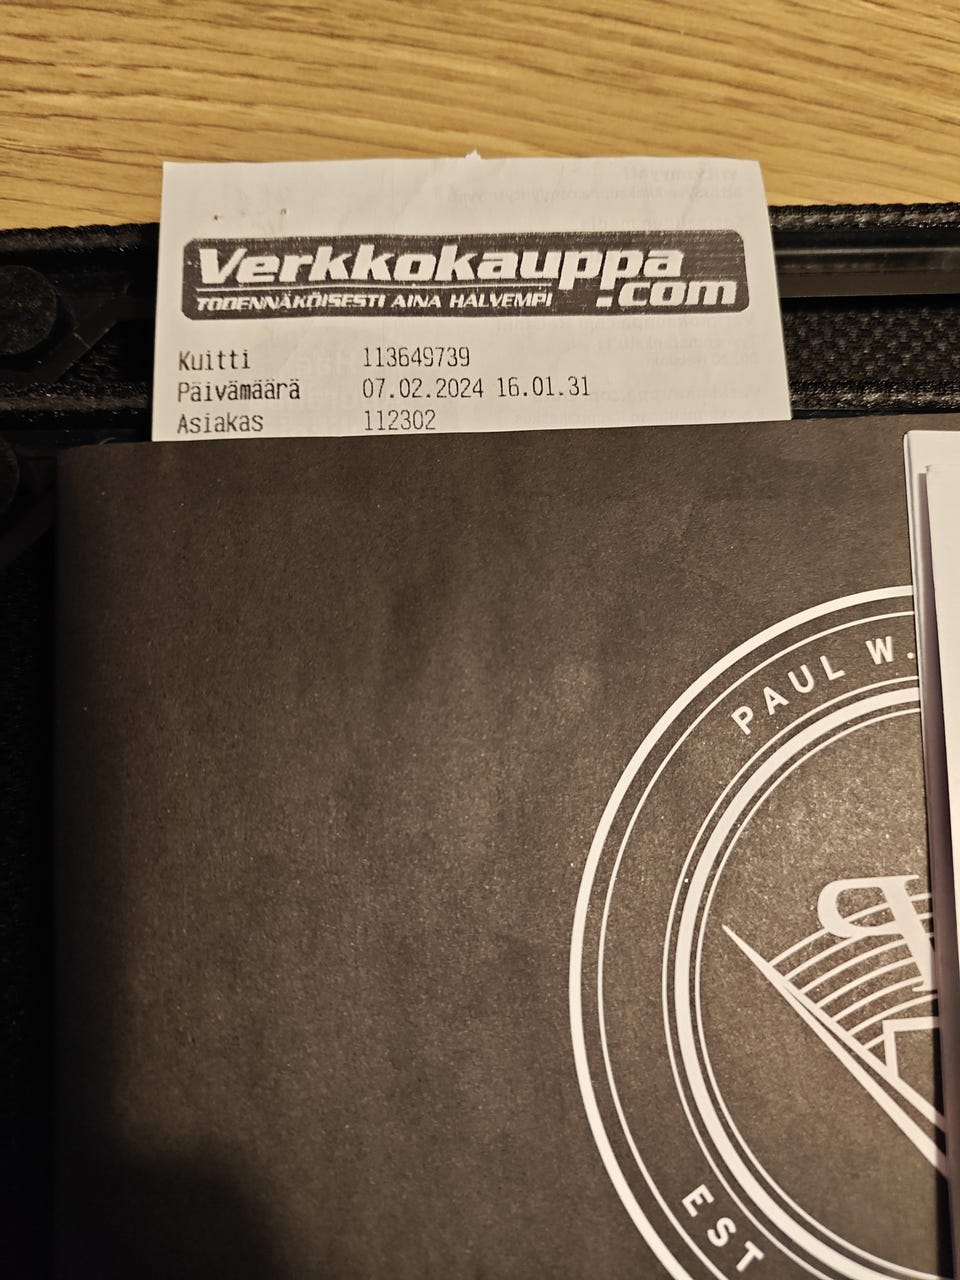 Verkkokauppa
.com
TODENNÄKÖISESTI AINA HALVEMPI
Kuitti 113649739
Päivämäärä 07.02.2024 16.01.31
Asiakas 112302
PAUL W.
EST